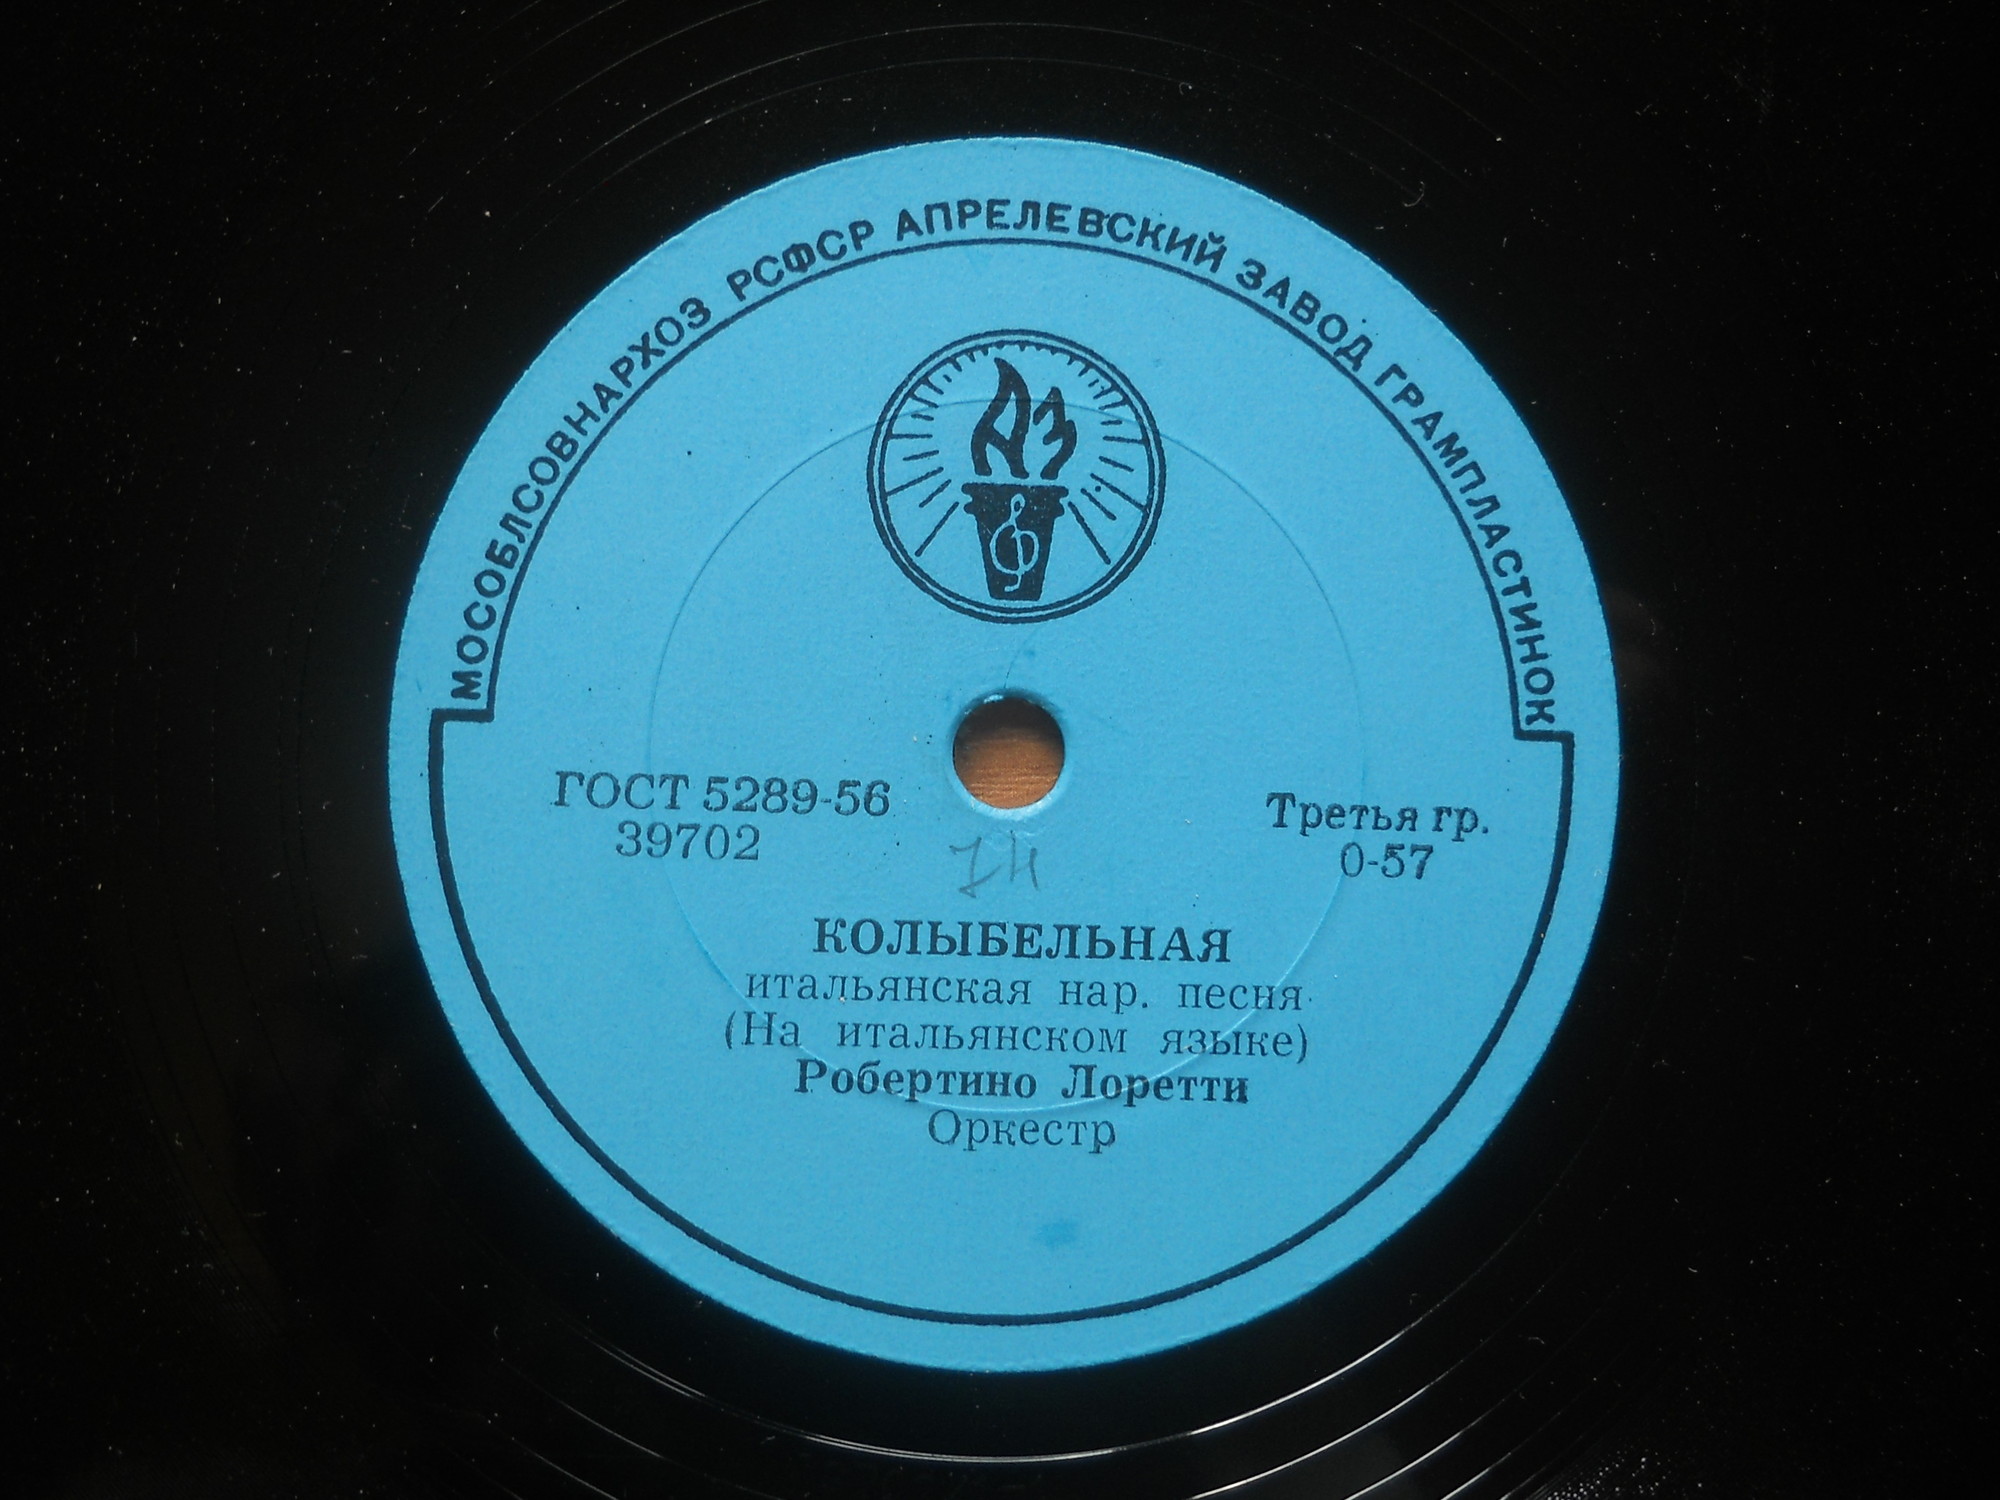 МОСОБЛСОВНАРХОЗ РСФСР АПРЕЛЕВСКИЙ ЗАВОД ГРАМПЛАСТИНОК
АЗ
ГОСТ 5289-56
39702
Третья гр.
0-57
КОЛЫБЕЛЬНАЯ
итальянская нар. песня
(На итальянском языке)
Робертино Лоретти
Оркестр